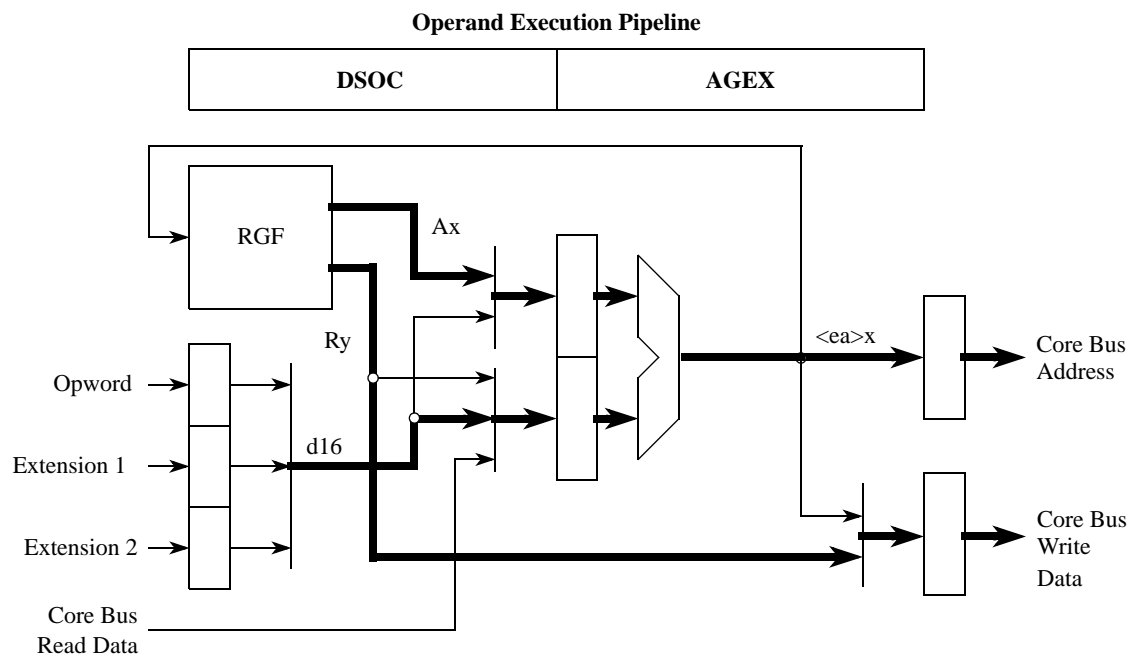 Operand Execution Pipeline
DSOC
AGEX
RGF
Ax
Ry
<ea>x
Core Bus
Address
Opword
d16
Extension 1
Extension 2
Core Bus
Write
Data
Core Bus
Read Data